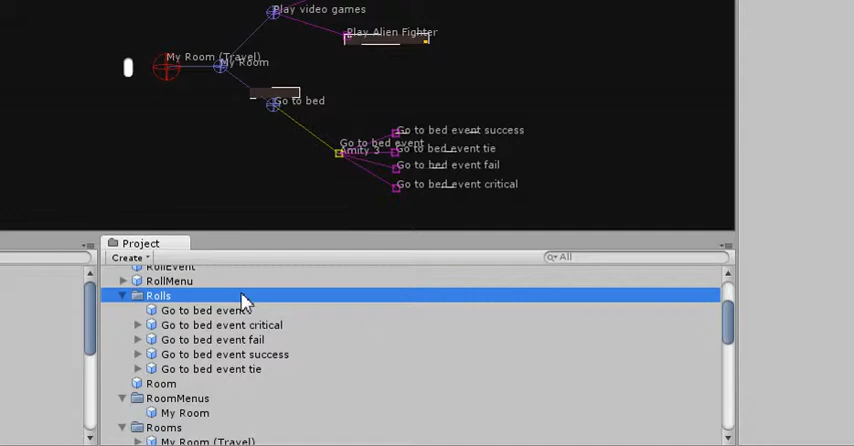 Play video games
Play Alien Fighter
My Room (Travel)
My Room
Go to bed
Go to bed event
Amity 3
Go to bed event success
Go to bed event tie
Go to bed event fail
Go to bed event critical
Project
Create
All
RollEvent
RollMenu
Rolls
Go to bed event
Go to bed event critical
Go to bed event fail
Go to bed event success
Go to bed event tie
Room
RoomMenus
My Room
Rooms
My Room (Travel)